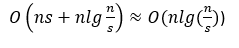 O(ns + nlg n/s) ≈ O(nlg(n/s))